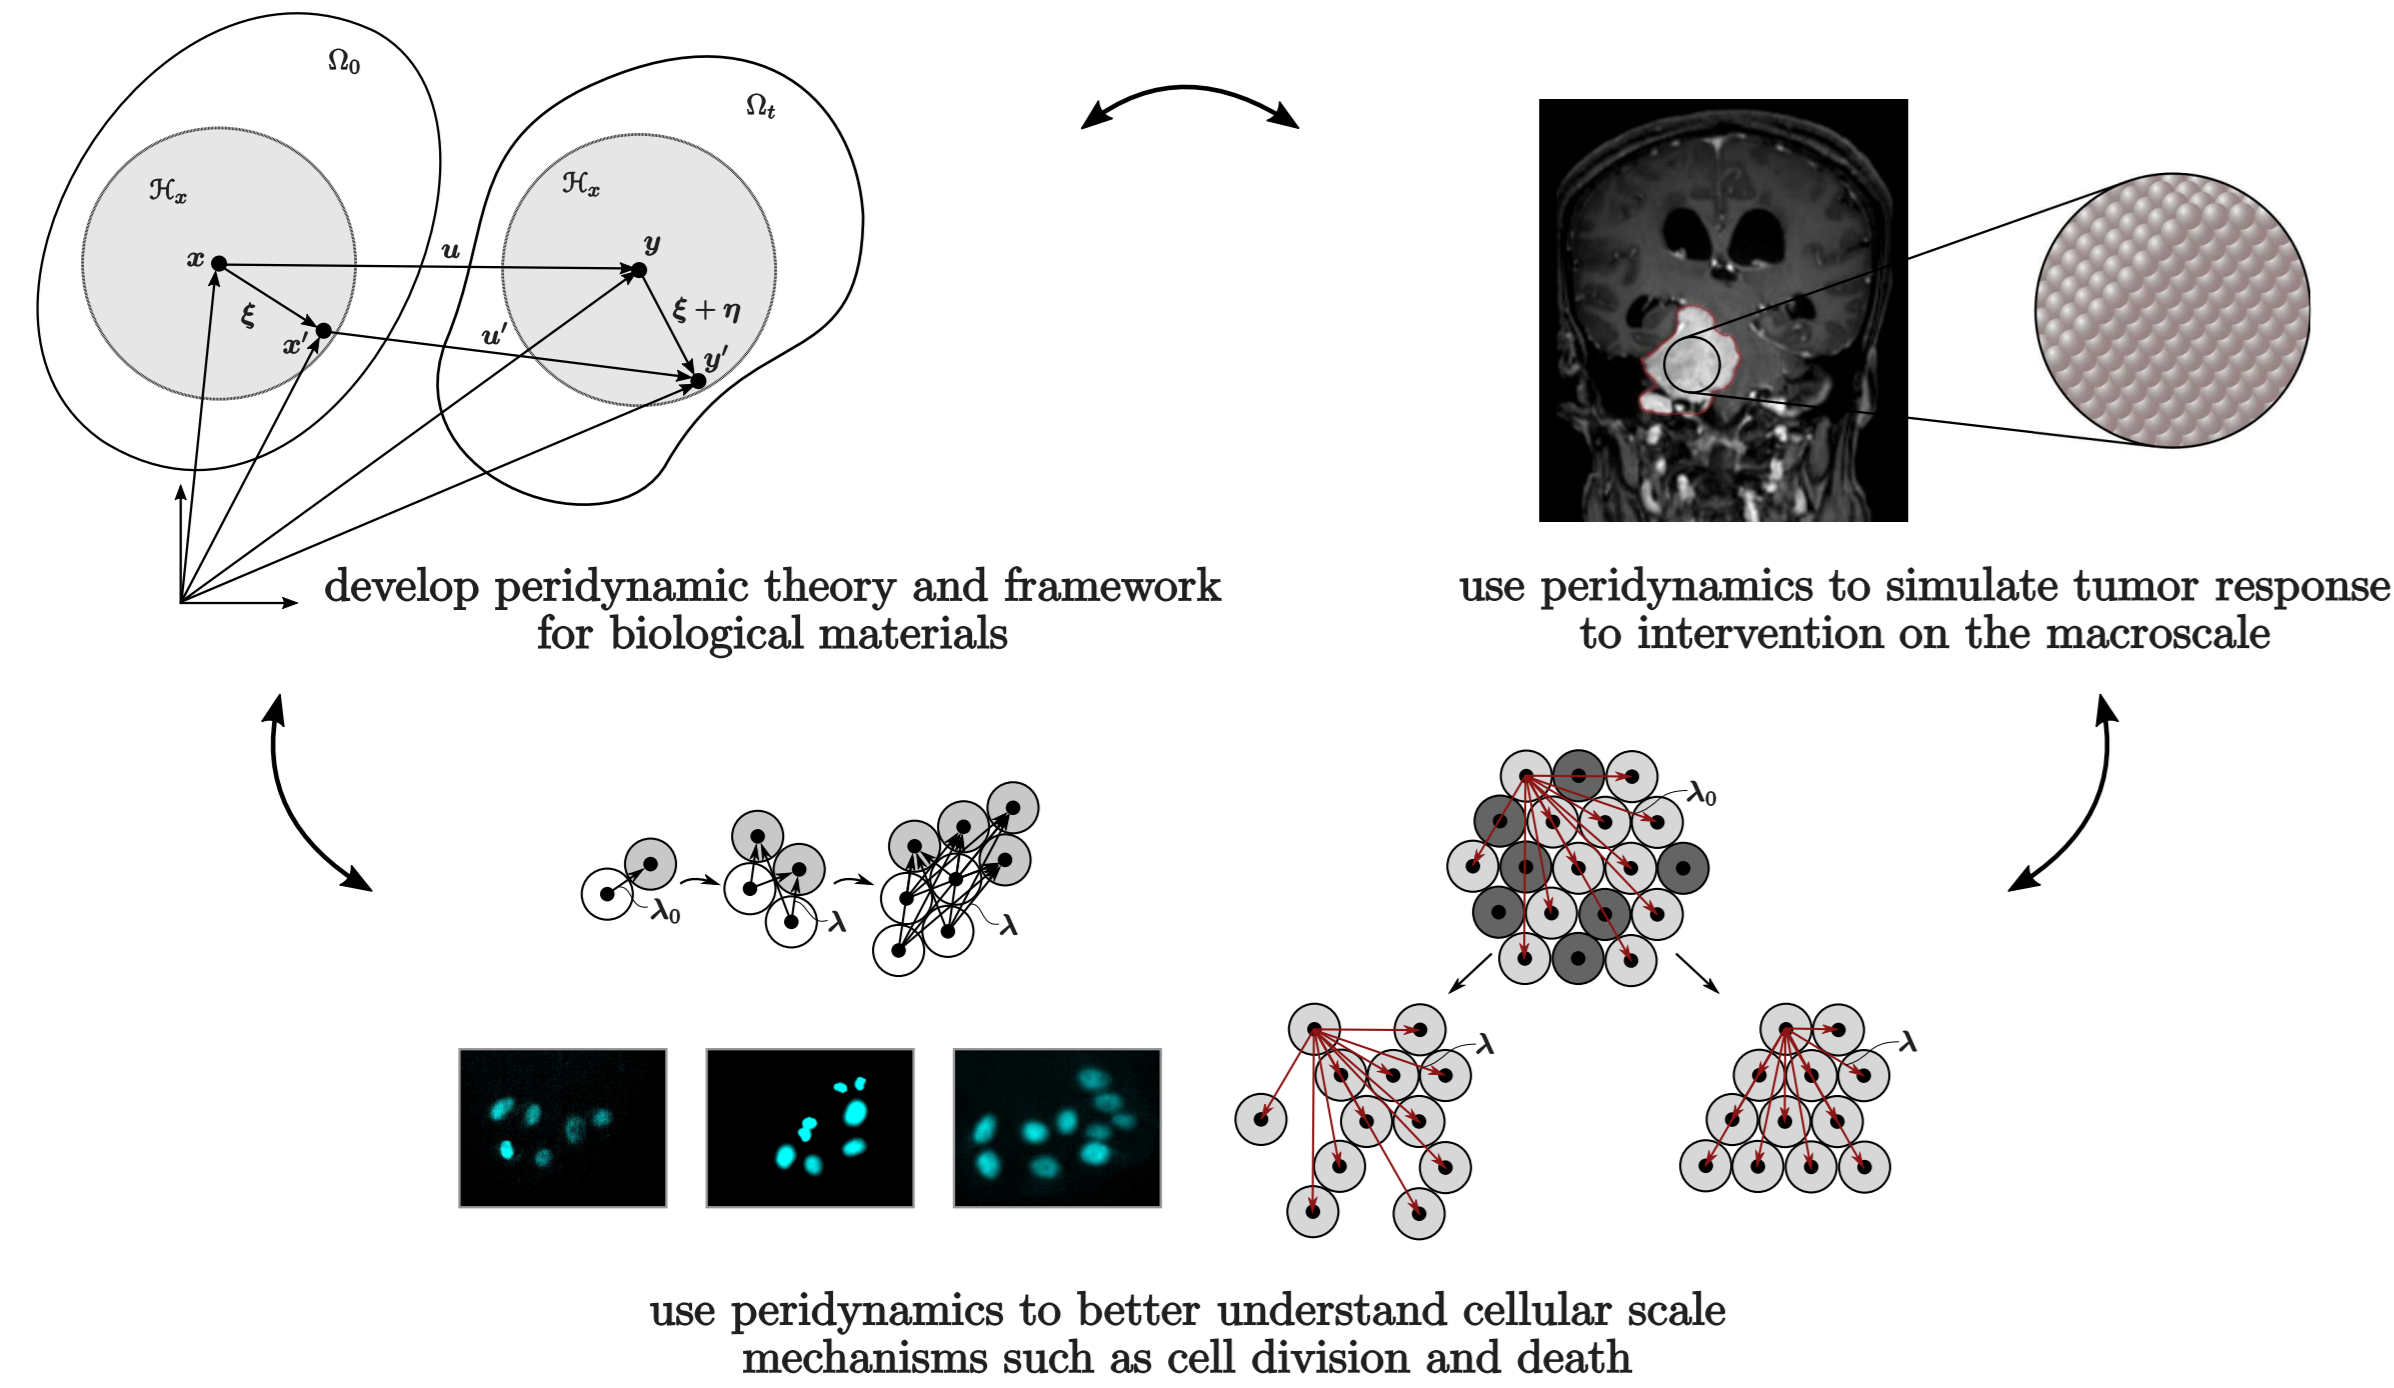 Ω₀
Ωₜ
ℋₓ
ℋₓ
x
u
y
ξ
ξ + η
x′
u′
y′
develop peridynamic theory and framework
for biological materials
use peridynamics to simulate tumor response
to intervention on the macroscale
λ₀
λ
λ
λ₀
λ
λ
use peridynamics to better understand cellular scale
mechanisms such as cell division and death